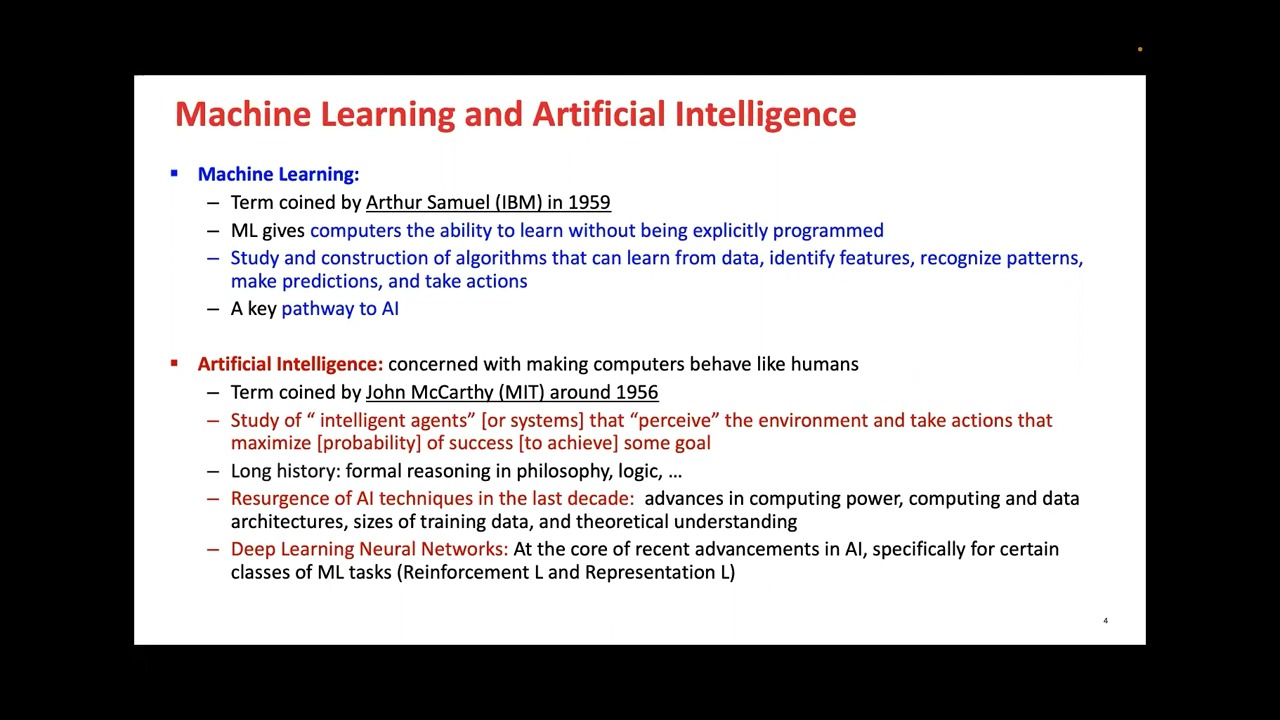 Machine Learning and Artificial Intelligence
▪ Machine Learning:
– Term coined by Arthur Samuel (IBM) in 1959
– ML gives computers the ability to learn without being explicitly programmed
– Study and construction of algorithms that can learn from data, identify features, recognize patterns,
make predictions, and take actions
– A key pathway to AI
▪ Artificial Intelligence: concerned with making computers behave like humans
– Term coined by John McCarthy (MIT) around 1956
– Study of “ intelligent agents” [or systems] that “perceive” the environment and take actions that
maximize [probability] of success [to achieve] some goal
– Long history: formal reasoning in philosophy, logic, …
– Resurgence of AI techniques in the last decade:  advances in computing power, computing and data
architectures, sizes of training data, and theoretical understanding
– Deep Learning Neural Networks: At the core of recent advancements in AI, specifically for certain
classes of ML tasks (Reinforcement L and Representation L)
4